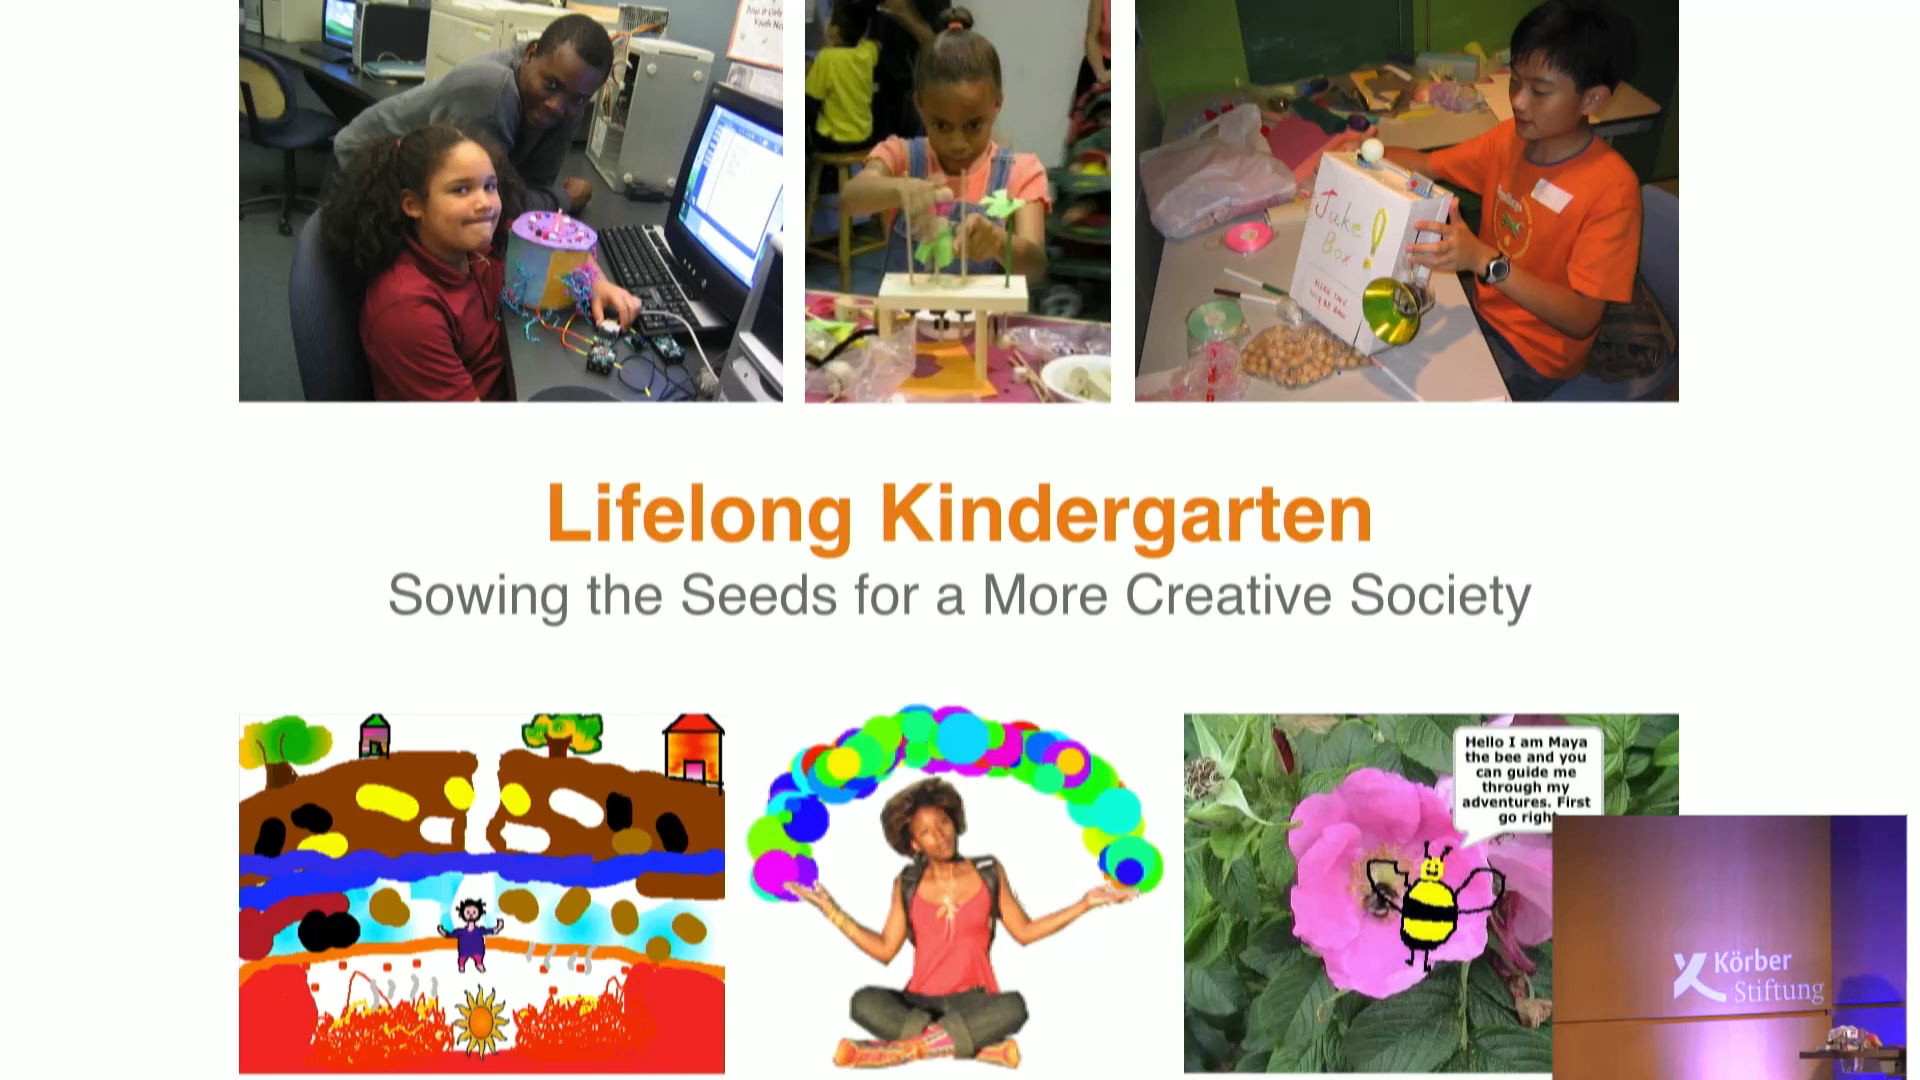 Juke
Box
Lifelong Kindergarten
Sowing the Seeds for a More Creative Society
Hello I am Maya
the bee and you
can guide me
through my
adventures. First
go right
Körber
Stiftung